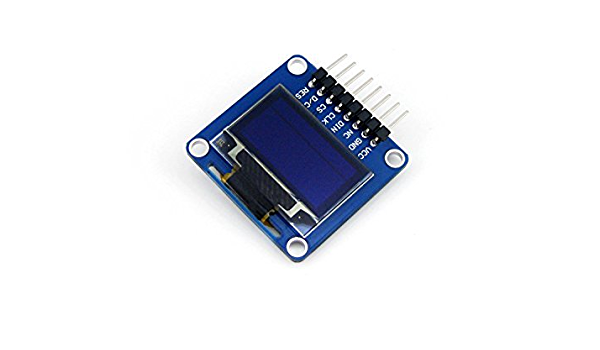 RES
D-C
CS
CLK
DIN
NC
GND
VCC